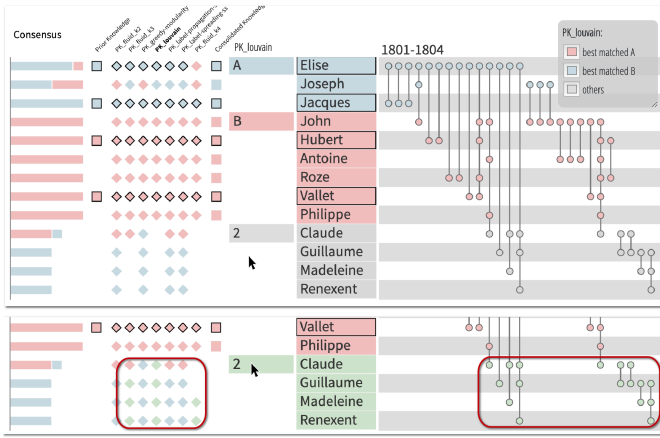 Consensus
Prior Knowledge
PK_fluid_k2
PK_fluid_k3
PK_greedy-modularity
PK_louvain
PK_label-propagation-
PK_label-spreading-ss
PK_fluid_k4
Consolidated Knowledge
PK_louvain
1801-1804
PK_louvain:
best matched A
best matched B
others
A Elise
Joseph
Jacques
B John
Hubert
Antoine
Roze
Vallet
Philippe
2 Claude
Guillaume
Madeleine
Renexent
Vallet
Philippe
2 Claude
Guillaume
Madeleine
Renexent